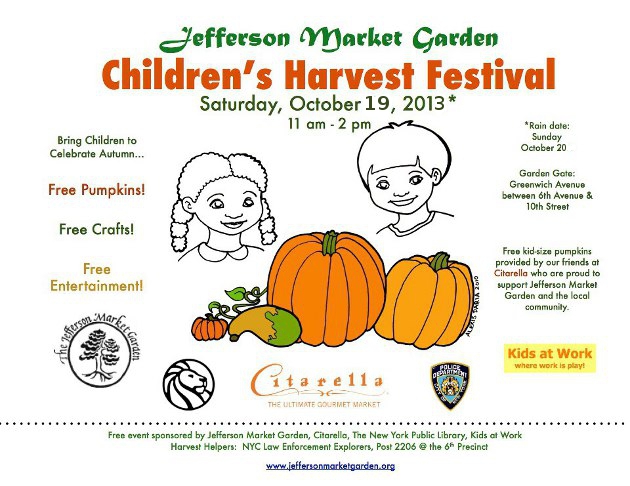 Jefferson Market Garden
Children's Harvest Festival
Saturday, October 19, 2013*
11 am - 2 pm
Bring Children to
Celebrate Autumn...
Free Pumpkins!
Free Crafts!
Free
Entertainment!
*Rain date:
Sunday
October 20
Garden Gate:
Greenwich Avenue
between 6th Avenue &
10th Street
Free kid-size pumpkins
provided by our friends at
Citarella who are proud to
support Jefferson Market
Garden and the local
community.
ALEXIS PARIA 2010
The Jefferson Market Garden
Citarella
THE ULTIMATE GOURMET MARKET
POLICE
DEPARTMENT
Kids at Work
where work is play!
Free event sponsored by Jefferson Market Garden, Citarella, The New York Public Library, Kids at Work
Harvest Helpers: NYC Law Enforcement Explorers, Post 2206 @ the 6th Precinct
www.jeffersonmarketgarden.org